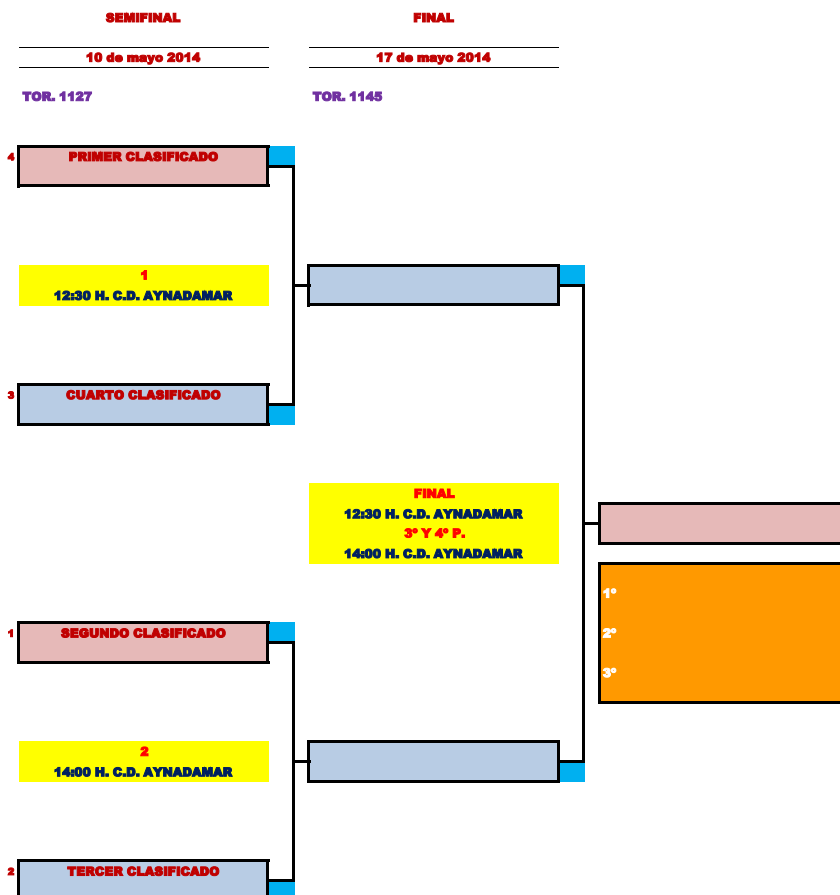 SEMIFINAL FINAL
10 de mayo 2014 17 de mayo 2014
TOR. 1127 TOR. 1145
4 PRIMER CLASIFICADO
1
12:30 H. C.D. AYNADAMAR
3 CUARTO CLASIFICADO
FINAL
12:30 H. C.D. AYNADAMAR
3º Y 4º P.
14:00 H. C.D. AYNADAMAR
1º
1 SEGUNDO CLASIFICADO
2º
3º
2
14:00 H. C.D. AYNADAMAR
2 TERCER CLASIFICADO